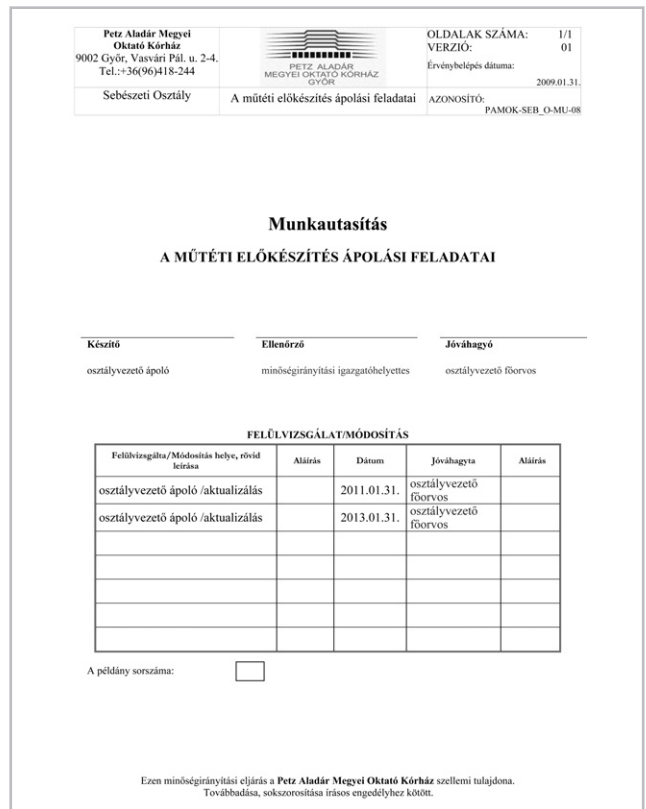 Petz Aladár Megyei
Oktató Kórház
9002 Győr, Vasvári Pál. u. 2-4.
Tel.:+36(96)418-244
PETZ ALADÁR
MEGYEI OKTATÓ KÓRHÁZ
GYŐR
OLDALAK SZÁMA: 1/1
VERZIÓ: 01
Érvénybelépés dátuma:
2009.01.31.
Sebészeti Osztály
A műtéti előkészítés ápolási feladatai
AZONOSÍTÓ:
PAMOK-SEB_O-MU-08
Munkautasítás
A MŰTÉTI ELŐKÉSZÍTÉS ÁPOLÁSI FELADATAI
Készítő Ellenőrző Jóváhagyó
osztályvezető ápoló minőségirányítási igazgatóhelyettes osztályvezető főorvos
FELÜLVIZSGÁLAT/MÓDOSÍTÁS
Felülvizsgálta/Módosítás helye, rövid
leírása
Aláírás Dátum Jóváhagyta Aláírás
osztályvezető ápoló /aktualizálás 2011.01.31. osztályvezető
főorvos
osztályvezető ápoló /aktualizálás 2013.01.31. osztályvezető
főorvos
A példány sorszáma:
Ezen minőségirányítási eljárás a Petz Aladár Megyei Oktató Kórház szellemi tulajdona.
Továbbadása, sokszorosítása írásos engedélyhez kötött.